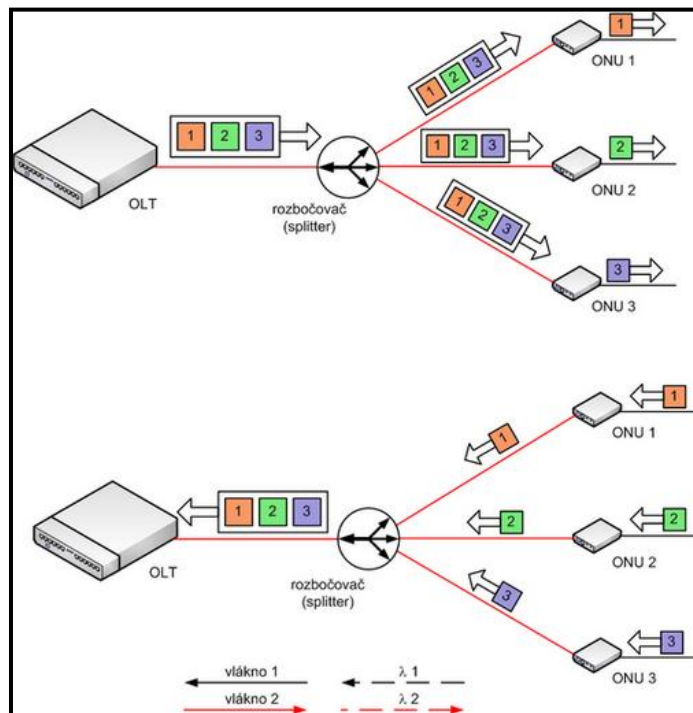 1
ONU 1
1 2 3
1 2 3
OLT
rozbočovač
(splitter)
1 2 3
2
ONU 2
1 2 3
3
ONU 3
1
ONU 1
1
1 2 3
OLT
rozbočovač
(splitter)
2
2
ONU 2
3
3
ONU 3
vlákno 1
λ 1
vlákno 2
λ 2